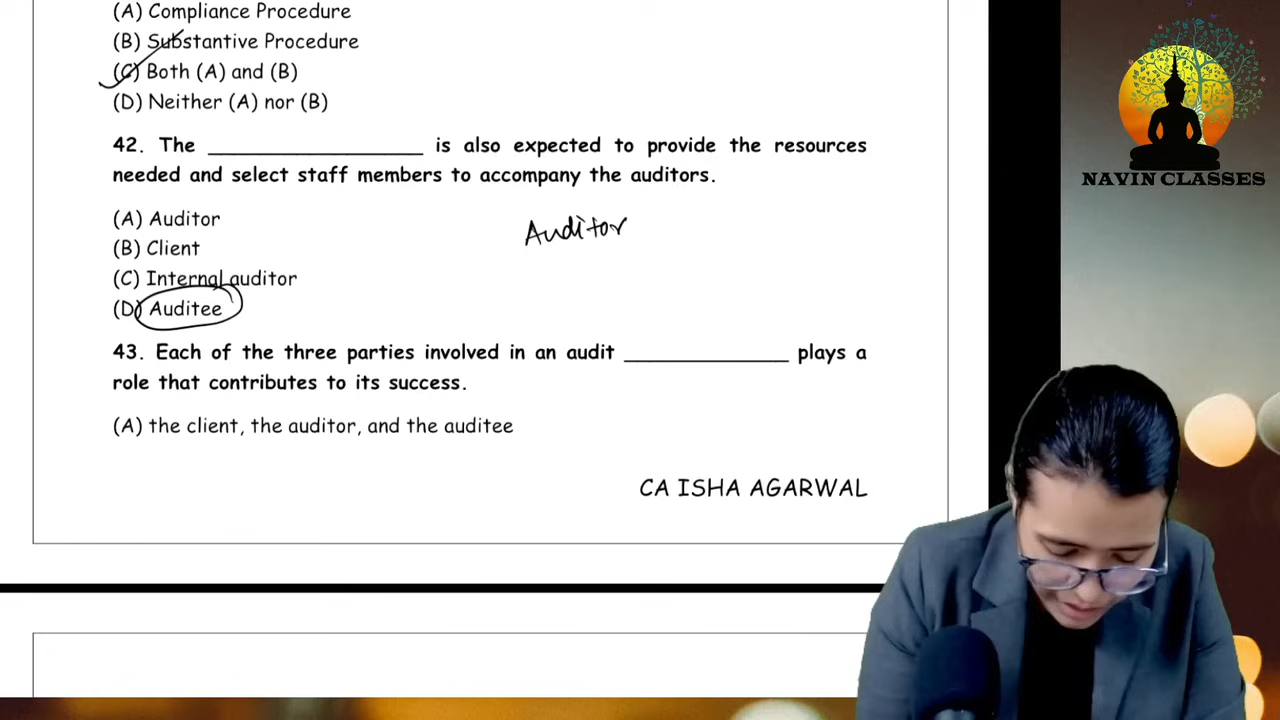 (A) Compliance Procedure
(B) Substantive Procedure
(C) Both (A) and (B)
(D) Neither (A) nor (B)
42. The ________________ is also expected to provide the resources
needed and select staff members to accompany the auditors.
(A) Auditor
(B) Client
(C) Internal auditor
(D) Auditee
Auditor
43. Each of the three parties involved in an audit _____________ plays a
role that contributes to its success.
(A) the client, the auditor, and the auditee
CA ISHA AGARWAL
NAVIN CLASSES